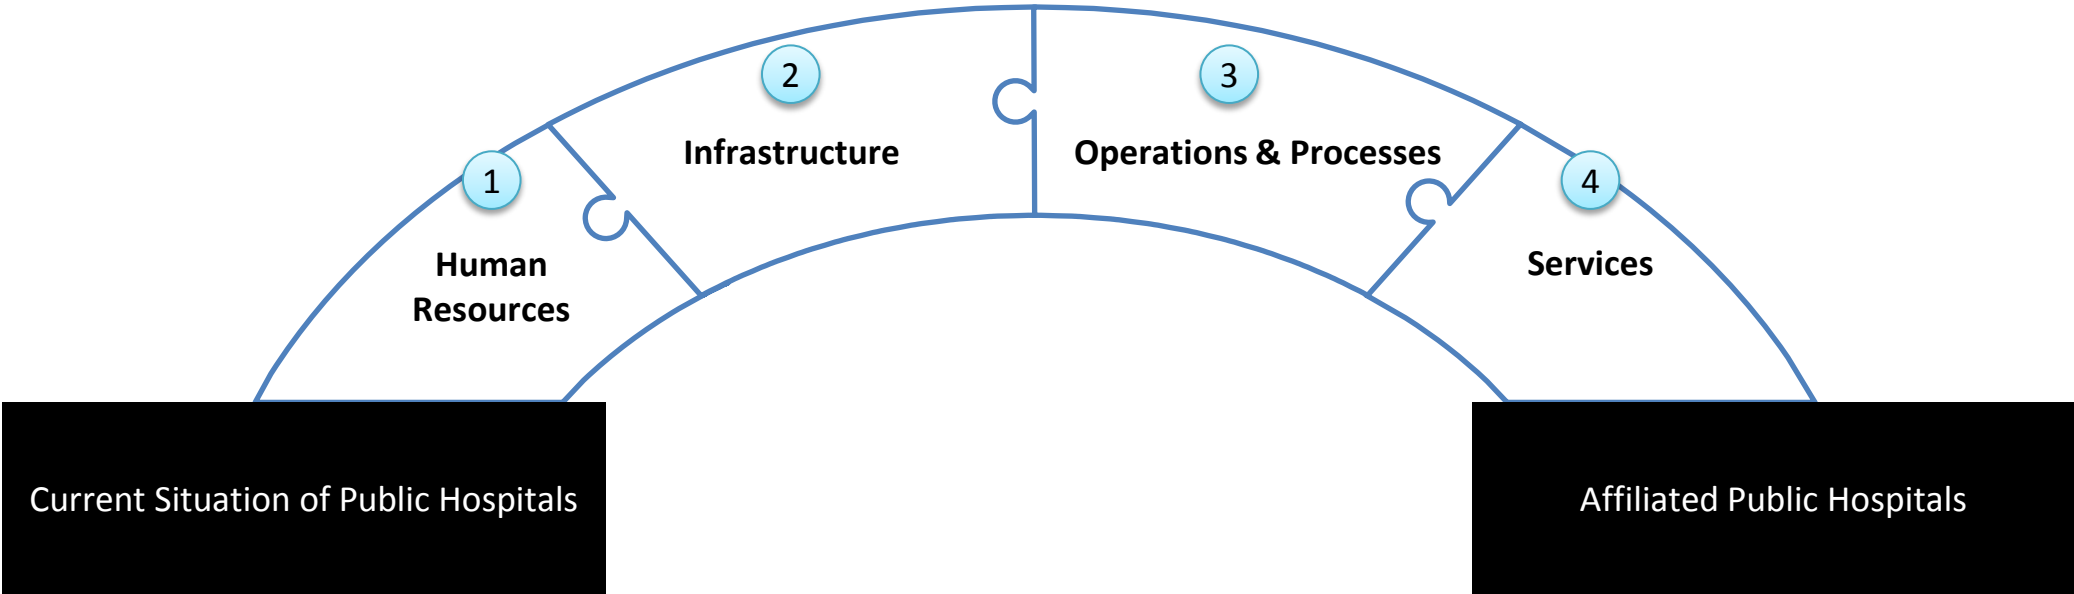 1
Human
Resources
2
Infrastructure
3
Operations & Processes
4
Services
Current Situation of Public Hospitals
Affiliated Public Hospitals